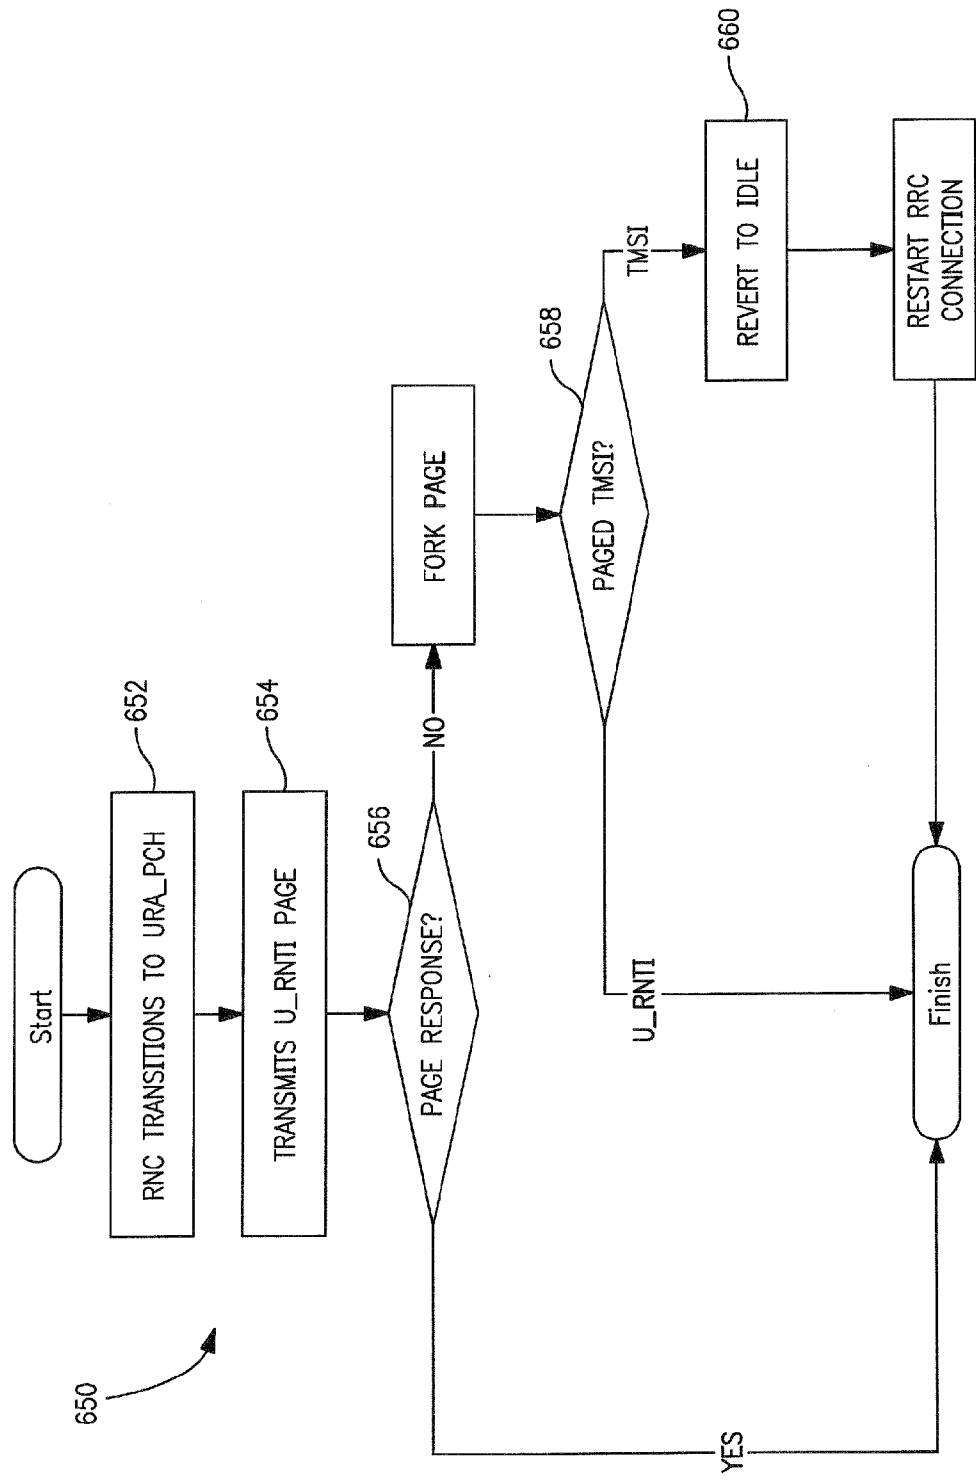 650
Start
RNC TRANSITIONS TO URA_PCH
652
TRANSMITS U_RNTI PAGE
654
PAGE RESPONSE?
656
YES
NO
FORK PAGE
PAGED TMSI?
658
U_RNTI
TMSI
REVERT TO IDLE
660
RESTART RRC
CONNECTION
Finish